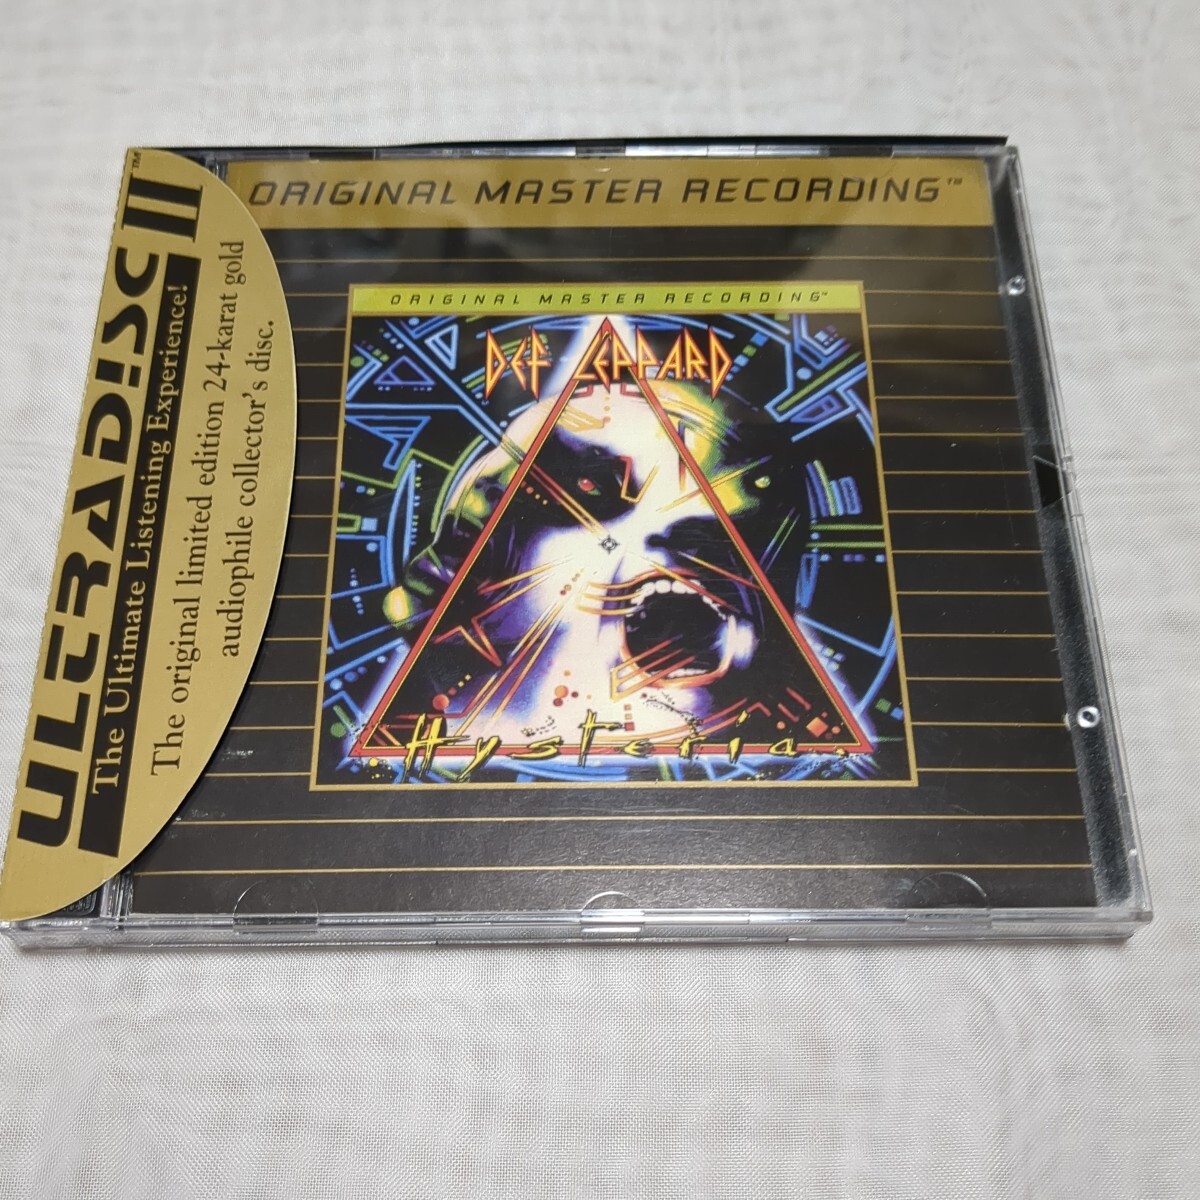 ULTRADISC II™
The Ultimate Listening Experience!
The original limited edition 24-karat gold
audiophile collector's disc.
ORIGINAL MASTER RECORDING™
ORIGINAL MASTER RECORDING™
DEF LEPPARD
Hysteria